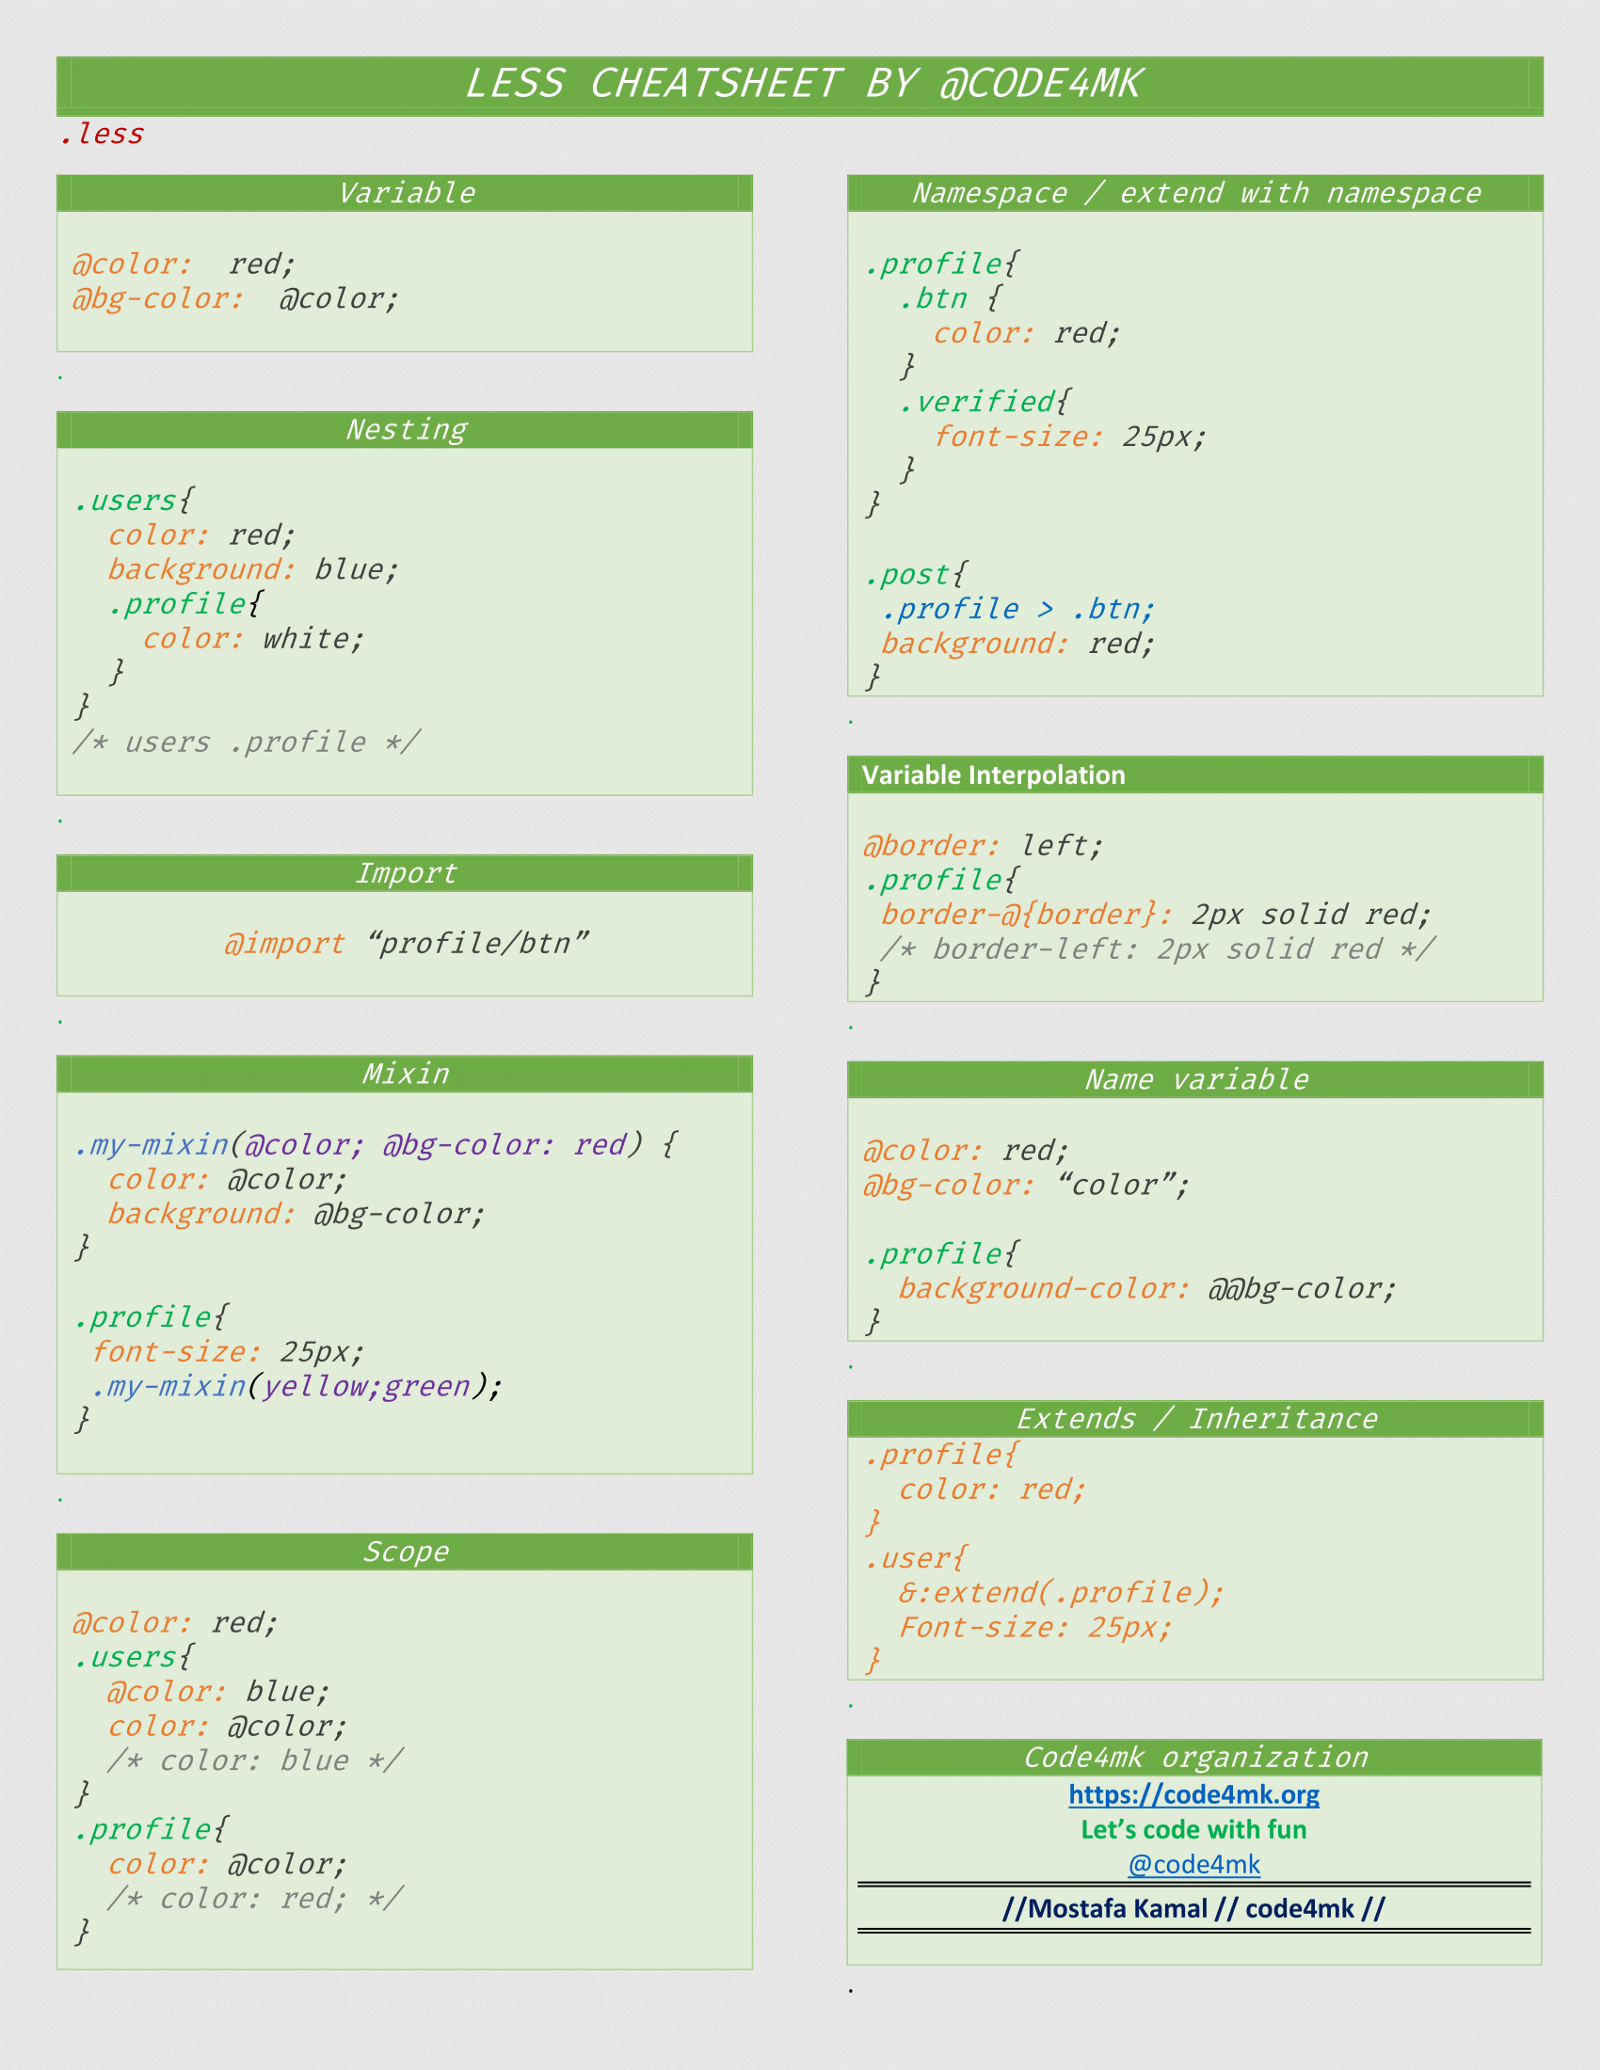 LESS CHEATSHEET BY @CODE4MK
.less
Variable
@color:  red;
@bg-color:  @color;
.
Nesting
.users{
  color: red;
  background: blue;
  .profile{
    color: white;
  }
}
/* users .profile */
.
Import
@import “profile/btn”
.
Mixin
.my-mixin(@color; @bg-color: red) {
  color: @color;
  background: @bg-color;
}
.profile{
 font-size: 25px;
 .my-mixin(yellow;green);
}
.
Scope
@color: red;
.users{
  @color: blue;
  color: @color;
  /* color: blue */
}
.profile{
  color: @color;
  /* color: red; */
}
Namespace / extend with namespace
.profile{
  .btn {
    color: red;
  }
  .verified{
    font-size: 25px;
  }
}
.post{
 .profile > .btn;
 background: red;
}
.
Variable Interpolation
@border: left;
.profile{
 border-@{border}: 2px solid red;
 /* border-left: 2px solid red */
}
.
Name variable
@color: red;
@bg-color: “color”;
.profile{
  background-color: @@bg-color;
}
.
Extends / Inheritance
.profile{
  color: red;
}
.user{
  &:extend(.profile);
  Font-size: 25px;
}
.
Code4mk organization
https://code4mk.org
Let’s code with fun
@code4mk
//Mostafa Kamal // code4mk //
.